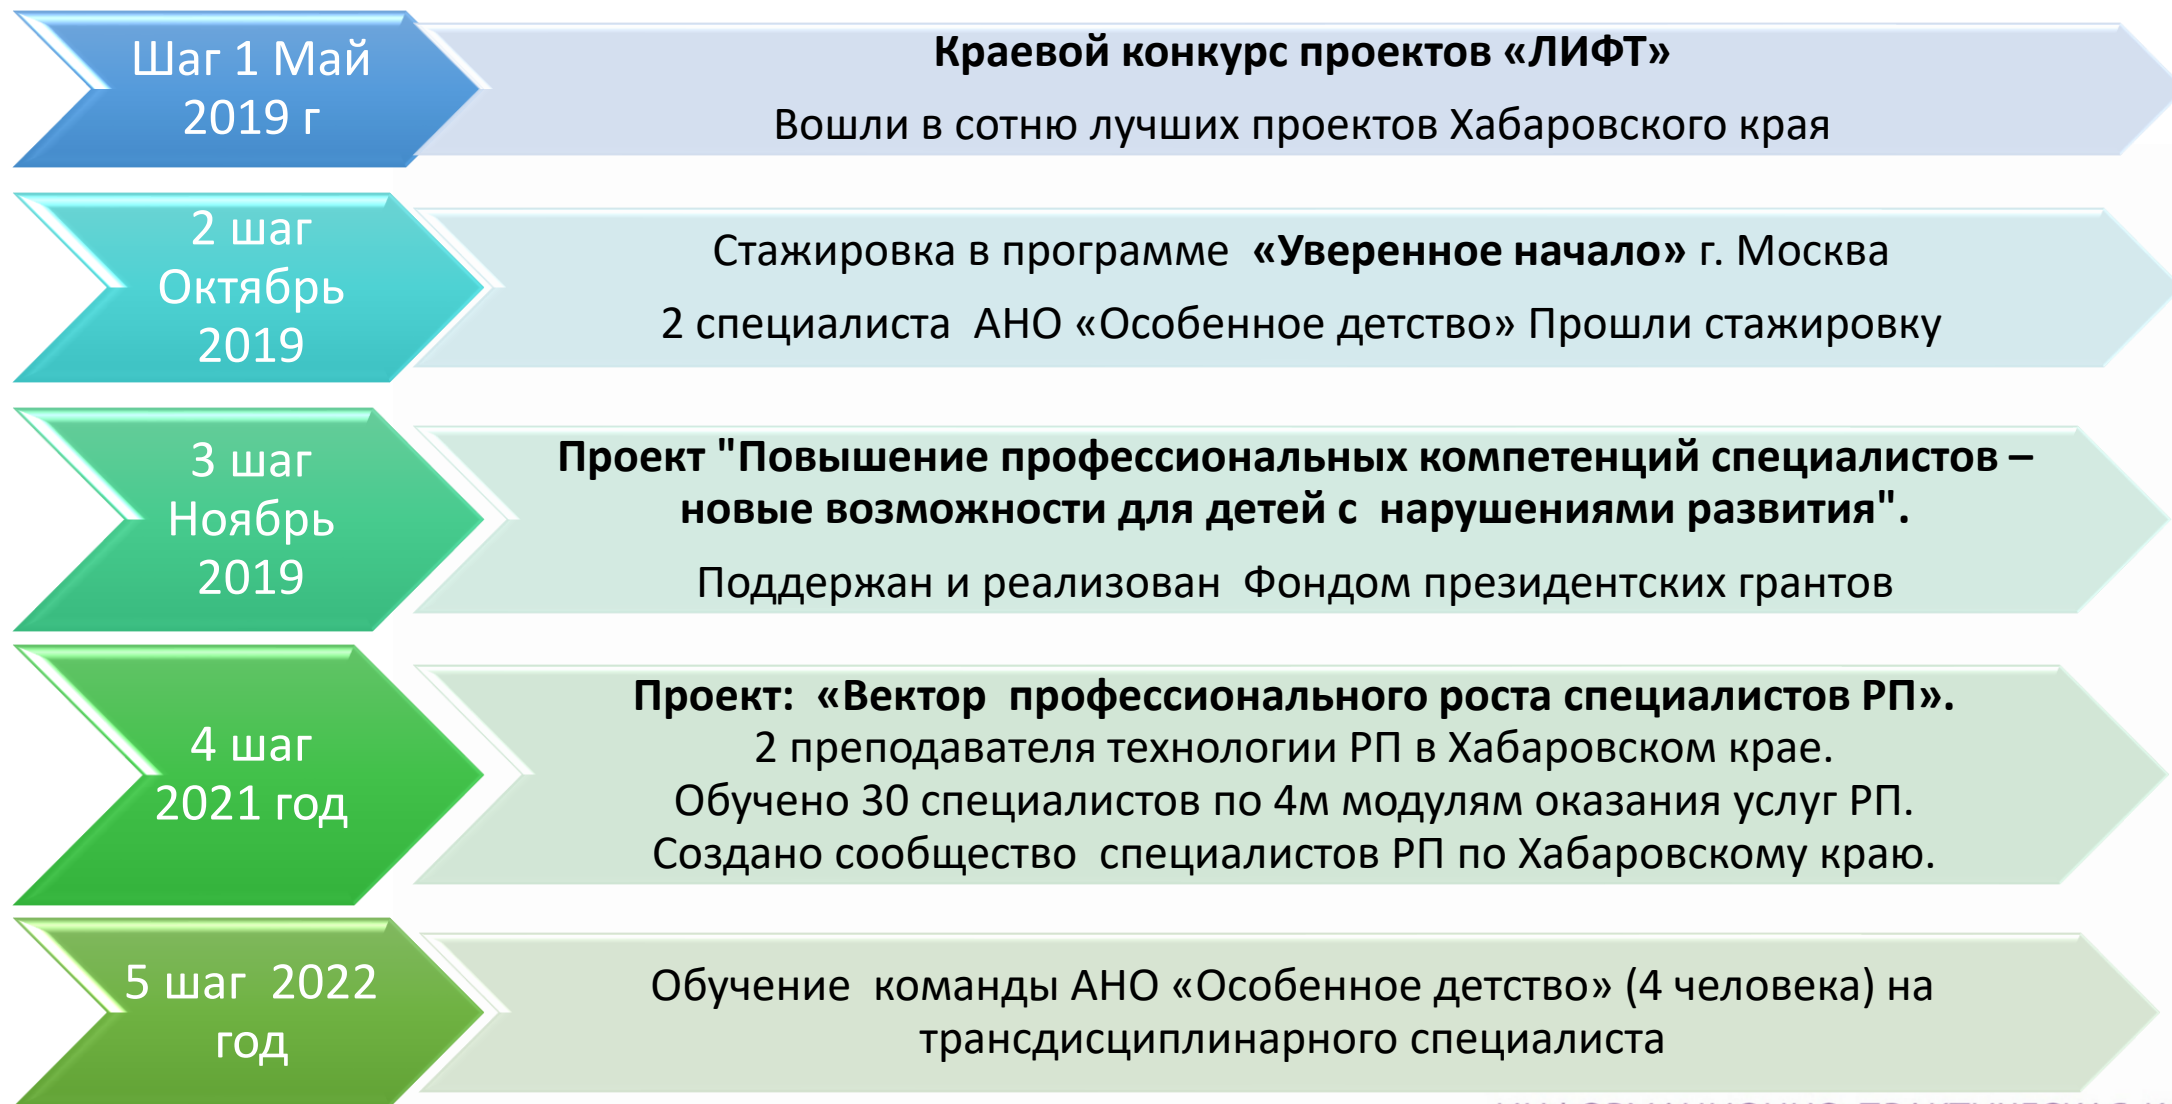 Шаг 1 Май
2019 г
Краевой конкурс проектов «ЛИФТ»
Вошли в сотню лучших проектов Хабаровского края
2 шаг
Октябрь
2019
Стажировка в программе «Уверенное начало» г. Москва
2 специалиста АНО «Особенное детство» Прошли стажировку
3 шаг
Ноябрь
2019
Проект "Повышение профессиональных компетенций специалистов –
новые возможности для детей с нарушениями развития".
Поддержан и реализован Фондом президентских грантов
4 шаг
2021 год
Проект: «Вектор профессионального роста специалистов РП».
2 преподавателя технологии РП в Хабаровском крае.
Обучено 30 специалистов по 4м модулям оказания услуг РП.
Создано сообщество специалистов РП по Хабаровскому краю.
5 шаг 2022
год
Обучение команды АНО «Особенное детство» (4 человека) на
трансдисциплинарного специалиста